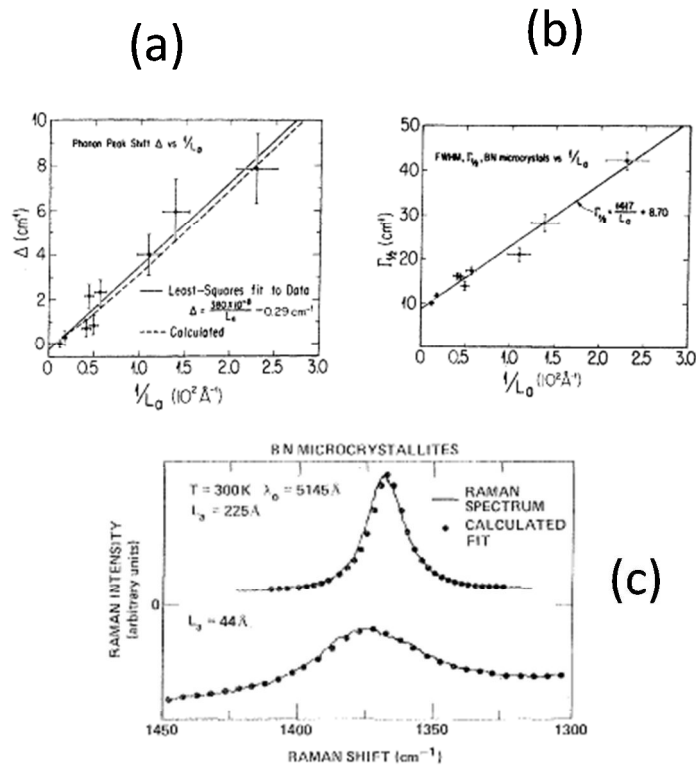 (a)
(b)
10
8
6
4
2
0
Δ (cm⁻¹)
Phonon Peak Shift Δ vs 1/Lₐ
Least-Squares fit to Data
Δ = 380X10⁻⁸/Lₐ -0.29 cm⁻¹
Calculated
0 0.5 1.0 1.5 2.0 2.5 3.0
1/Lₐ (10² Å⁻¹)
50
40
30
20
10
0
Γ½ (cm⁻¹)
FWHM, Γ½, BN microcrystals vs 1/Lₐ
Γ½ = 1417/Lₐ + 8.70
0 0.5 1.0 1.5 2.0 2.5 3.0
1/Lₐ (10² Å⁻¹)
BN MICROCRYSTALLITES
T = 300K λ₀ = 5145Å
Lₐ = 225Å
RAMAN SPECTRUM
CALCULATED FIT
(c)
RAMAN INTENSITY
(arbitrary units)
0
Lₐ = 44Å
1450 1400 1350 1300
RAMAN SHIFT (cm⁻¹)